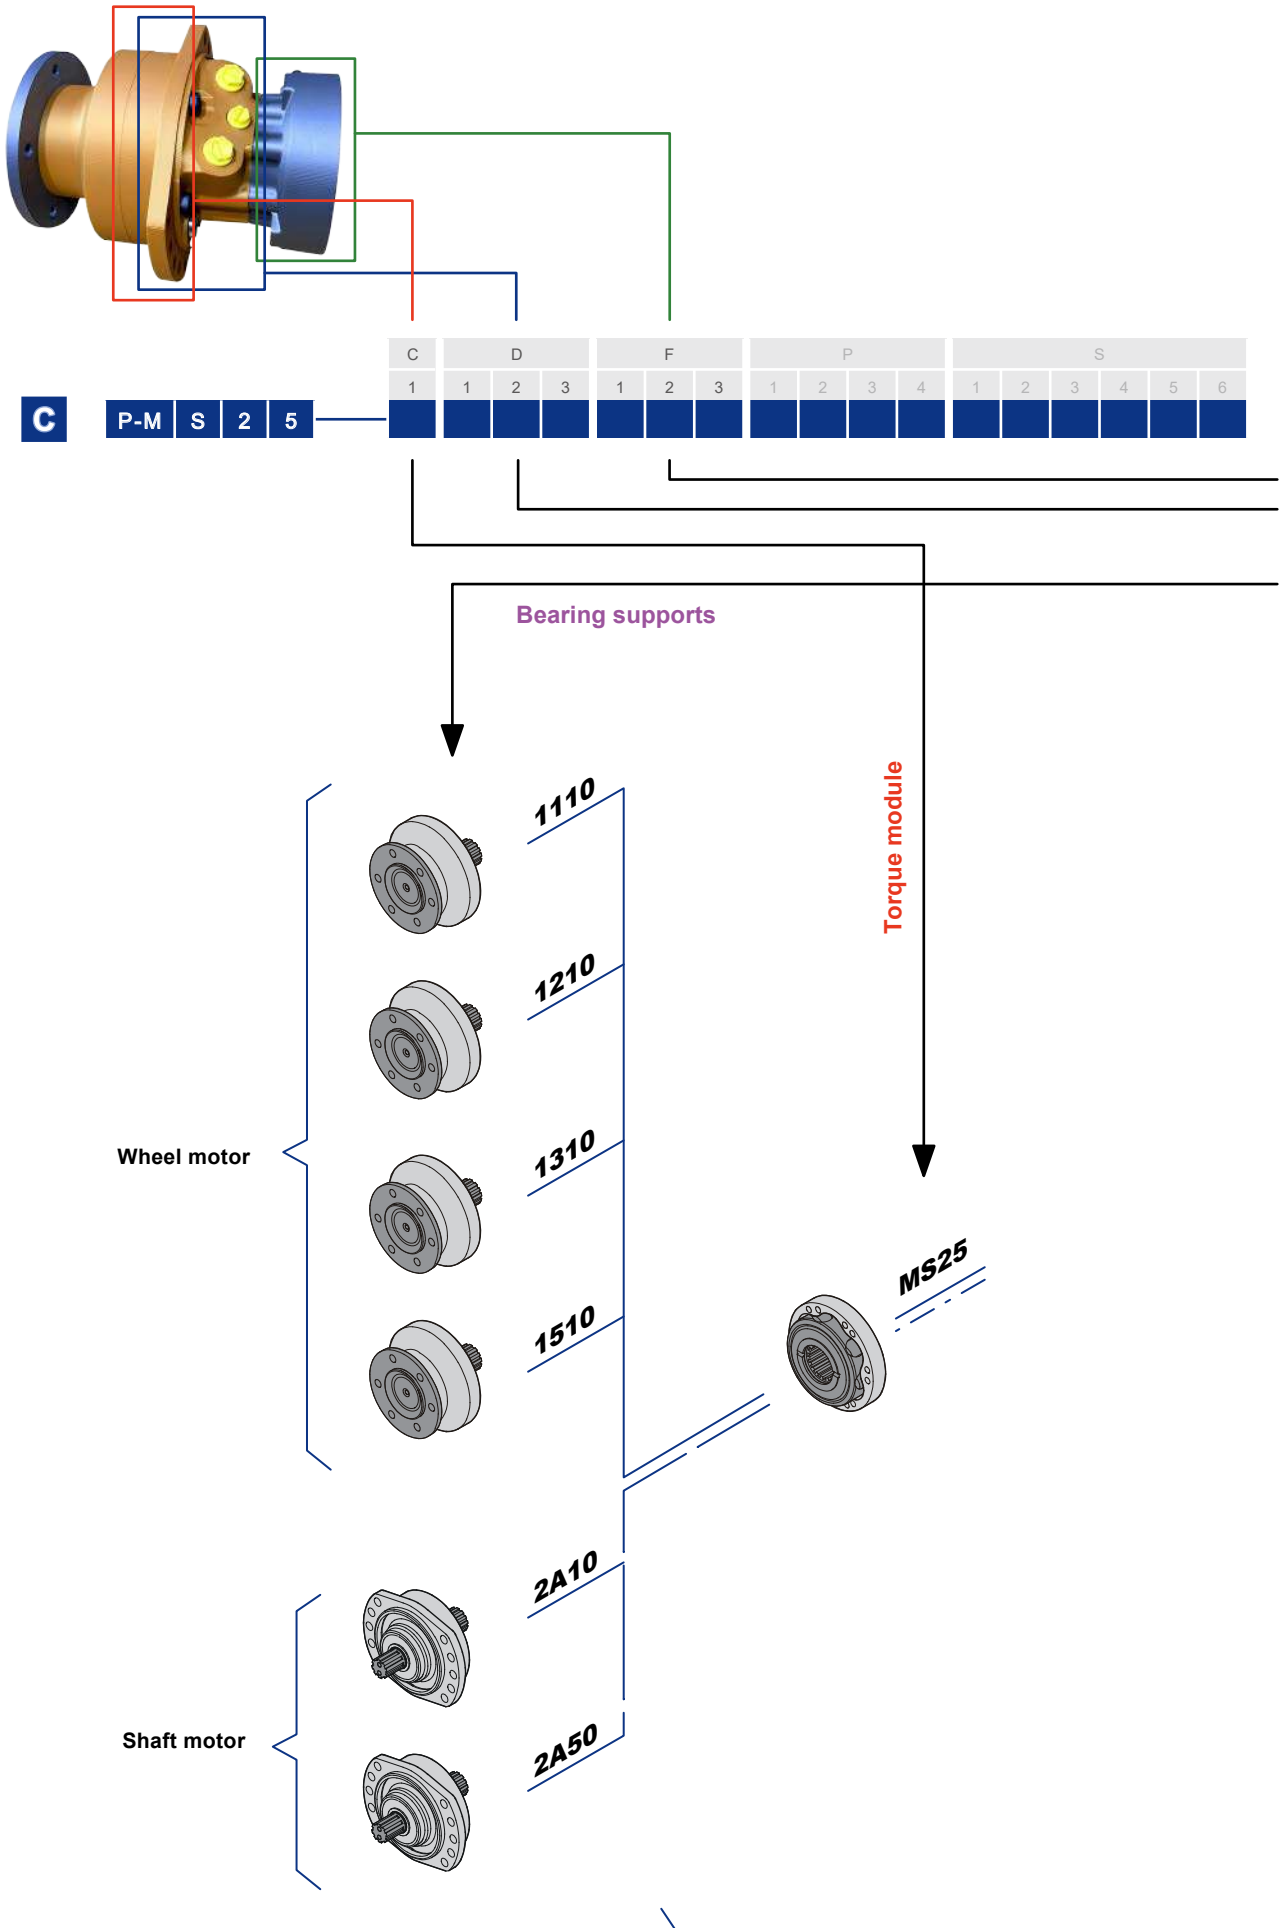 C D F P S
1 1 2 3 1 2 3 1 2 3 4 1 2 3 4 5 6
C P-M S 2 5
Bearing supports
Torque module
1110
1210
1310
1510
Wheel motor
MS25
2A10
2A50
Shaft motor